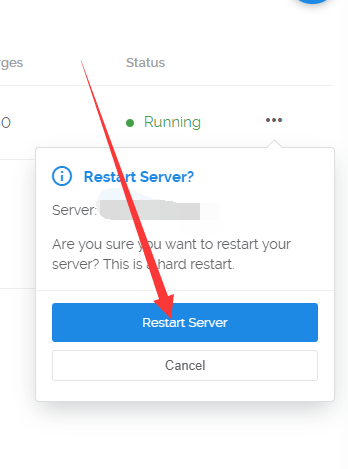 rges Status
0 Running
Restart Server?
Server:
Are you sure you want to restart your
server? This is a hard restart.
Restart Server
Cancel